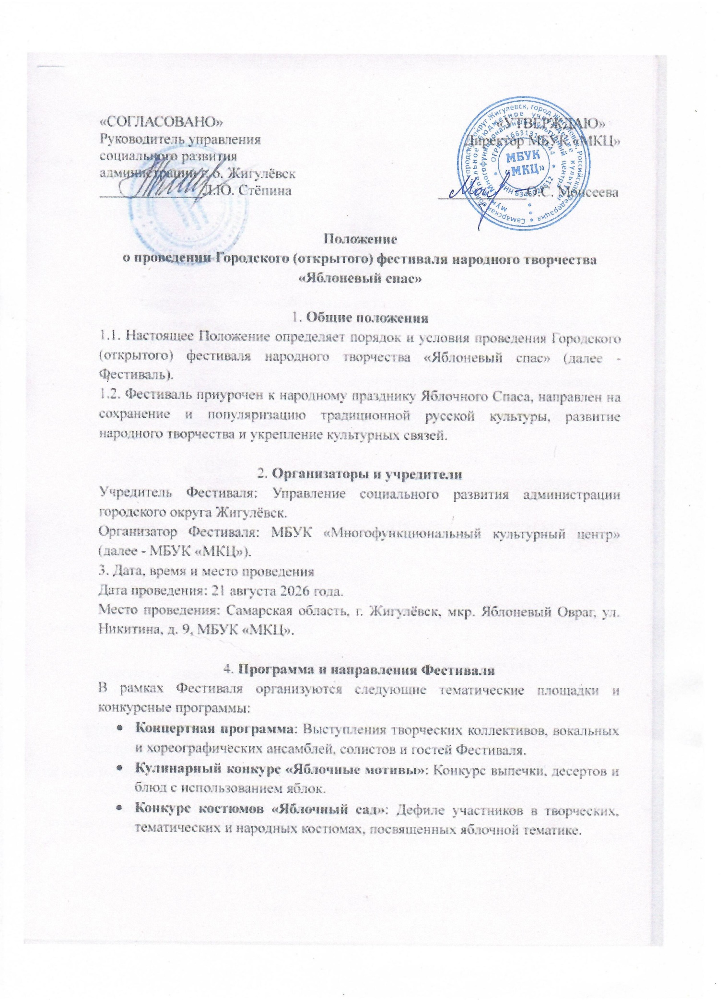 «СОГЛАСОВАНО»
Руководитель управления
социального развития
администрации г.о. Жигулёвск
Л.Ю. Стёпина
«УТВЕРЖДАЮ»
Директор МБУК «МКЦ»
О.С. Моисеева
МБУК
«МКЦ»
Положение
о проведении Городского (открытого) фестиваля народного творчества
«Яблоневый спас»
1. Общие положения
1.1. Настоящее Положение определяет порядок и условия проведения Городского
(открытого) фестиваля народного творчества «Яблоневый спас» (далее -
Фестиваль).
1.2. Фестиваль приурочен к народному празднику Яблочного Спаса, направлен на
сохранение и популяризацию традиционной русской культуры, развитие
народного творчества и укрепление культурных связей.
2. Организаторы и учредители
Учредитель Фестиваля: Управление социального развития администрации
городского округа Жигулёвск.
Организатор Фестиваля: МБУК «Многофункциональный культурный центр»
(далее - МБУК «МКЦ»).
3. Дата, время и место проведения
Дата проведения: 21 августа 2026 года.
Место проведения: Самарская область, г. Жигулёвск, мкр. Яблоневый Овраг, ул.
Никитина, д. 9, МБУК «МКЦ».
4. Программа и направления Фестиваля
В рамках Фестиваля организуются следующие тематические площадки и
конкурсные программы:
• Концертная программа: Выступления творческих коллективов, вокальных
и хореографических ансамблей, солистов и гостей Фестиваля.
• Кулинарный конкурс «Яблочные мотивы»: Конкурс выпечки, десертов и
блюд с использованием яблок.
• Конкурс костюмов «Яблочный сад»: Дефиле участников в творческих,
тематических и народных костюмах, посвященных яблочной тематике.